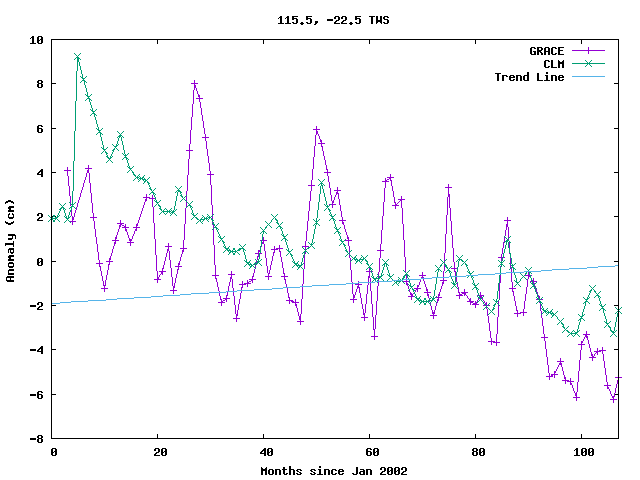 115.5, -22.5 TWS
GRACE
CLM
Trend Line
Anomaly (cm)
10
8
6
4
2
0
-2
-4
-6
-8
0 20 40 60 80 100
Months since Jan 2002